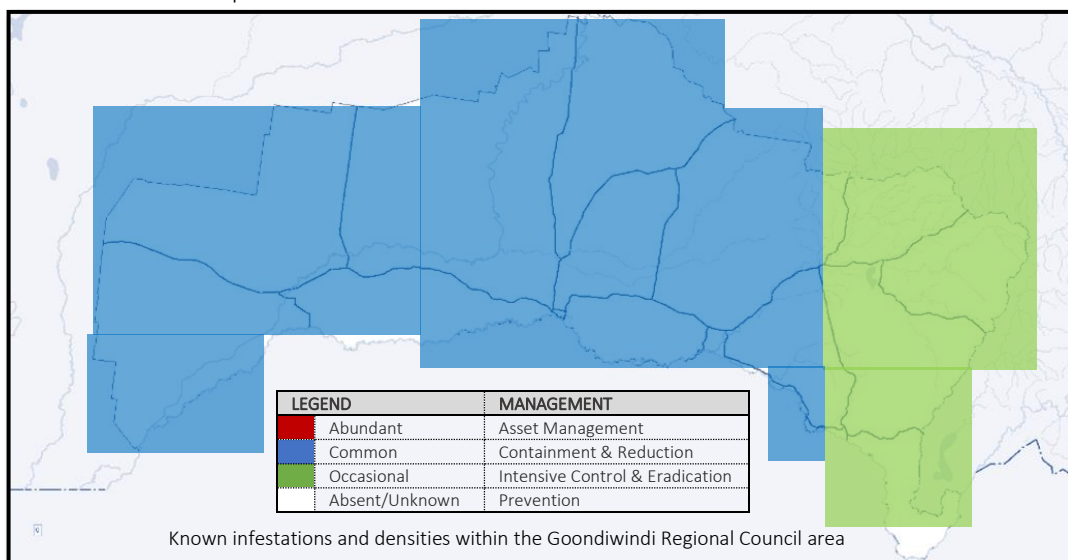 LEGEND MANAGEMENT
Abundant Asset Management
Common Containment & Reduction
Occasional Intensive Control & Eradication
Absent/Unknown Prevention
Known infestations and densities within the Goondiwindi Regional Council area